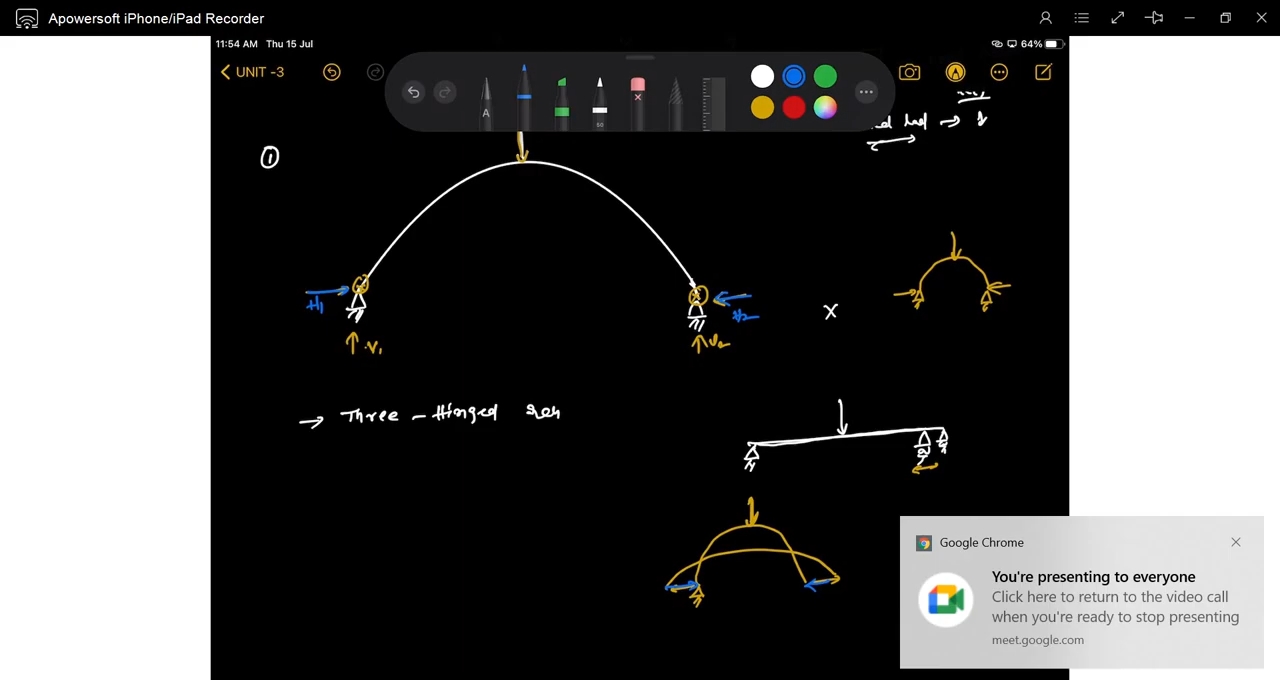 Apowersoft iPhone/iPad Recorder
11:54 AM Thu 15 Jul
64%
UNIT -3
A
50
①
H₁
H₂
V₁
V₂
x
→ Three - Hinged
Google Chrome
You're presenting to everyone
Click here to return to the video call
when you're ready to stop presenting
meet.google.com